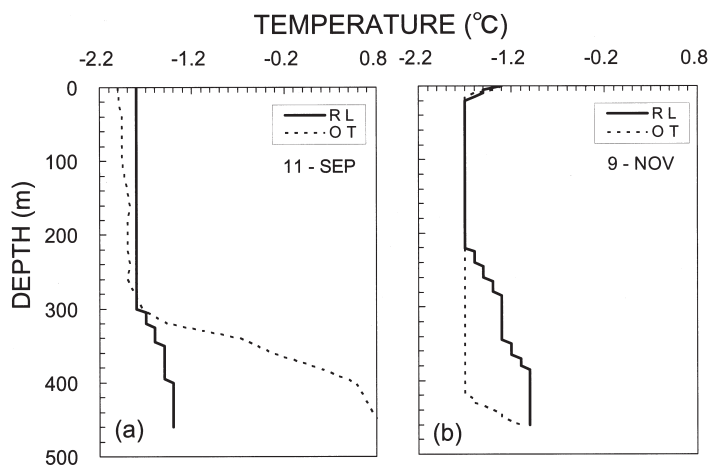 TEMPERATURE (°C)
-2.2 -1.2 -0.2 0.8 -2.2 -1.2 -0.2 0.8
DEPTH (m)
0
100
200
300
400
500
R L
O T
11 - SEP
(a)
R L
O T
9 - NOV
(b)